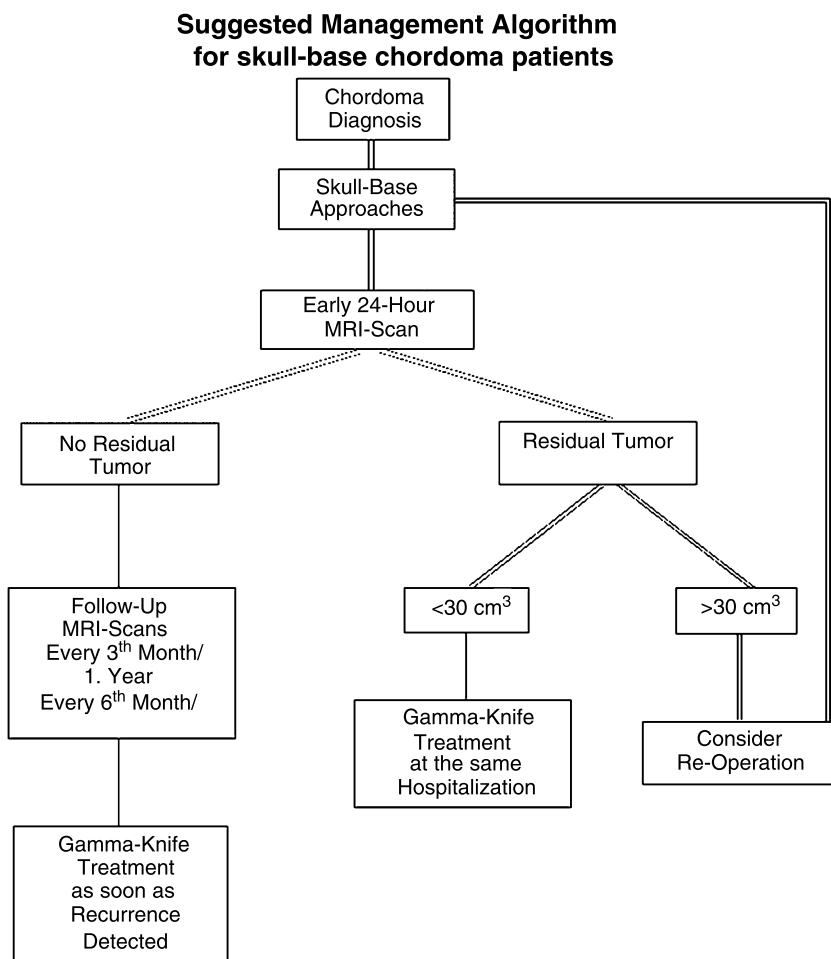 Suggested Management Algorithm
for skull-base chordoma patients
Chordoma
Diagnosis
Skull-Base
Approaches
Early 24-Hour
MRI-Scan
No Residual
Tumor
Residual Tumor
Follow-Up
MRI-Scans
Every 3th Month/
1. Year
Every 6th Month/
<30 cm3
>30 cm3
Gamma-Knife
Treatment
at the same
Hospitalization
Consider
Re-Operation
Gamma-Knife
Treatment
as soon as
Recurrence
Detected